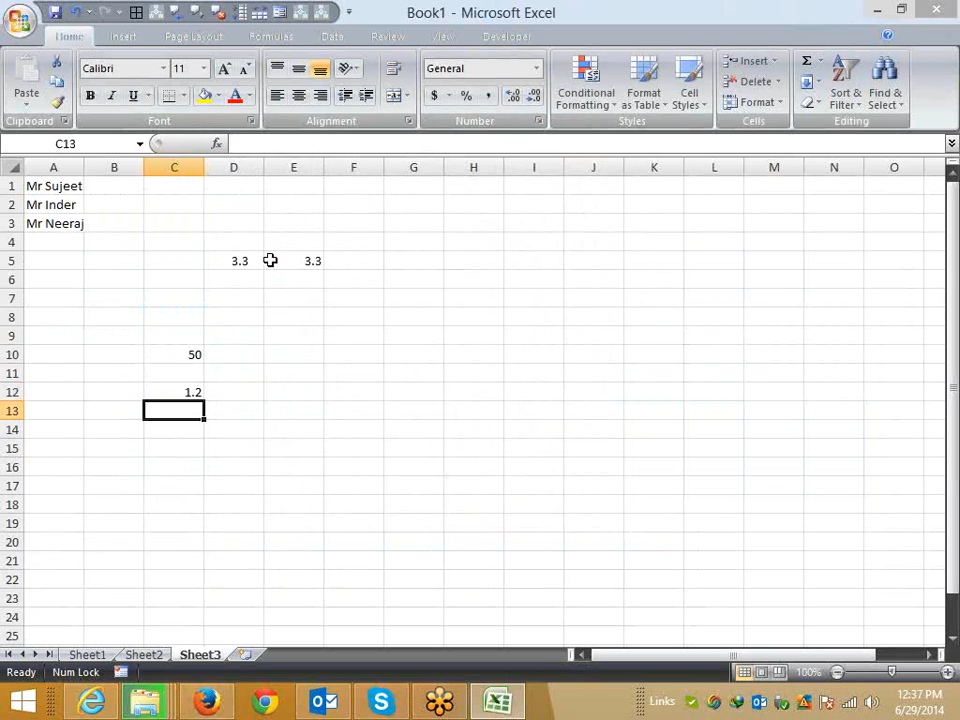 Book1 - Microsoft Excel
Home Insert Page Layout Formulas Data Review View Developer
Paste
Calibri 11
General
Conditional Formatting
Format as Table
Cell Styles
Insert
Delete
Format
Sort & Filter
Find & Select
Clipboard Font Alignment Number Styles Cells Editing
C13 fx
A B C D E F G H I J K L M N O
1 Mr Sujeet
2 Mr Inder
3 Mr Neeraj
4
5 3.3 3.3
6
7
8
9
10 50
11
12 1.2
13
14
15
16
17
18
19
20
21
22
23
24
25
Sheet1 Sheet2 Sheet3
Ready Num Lock 100%
Links 12:37 PM
6/29/2014